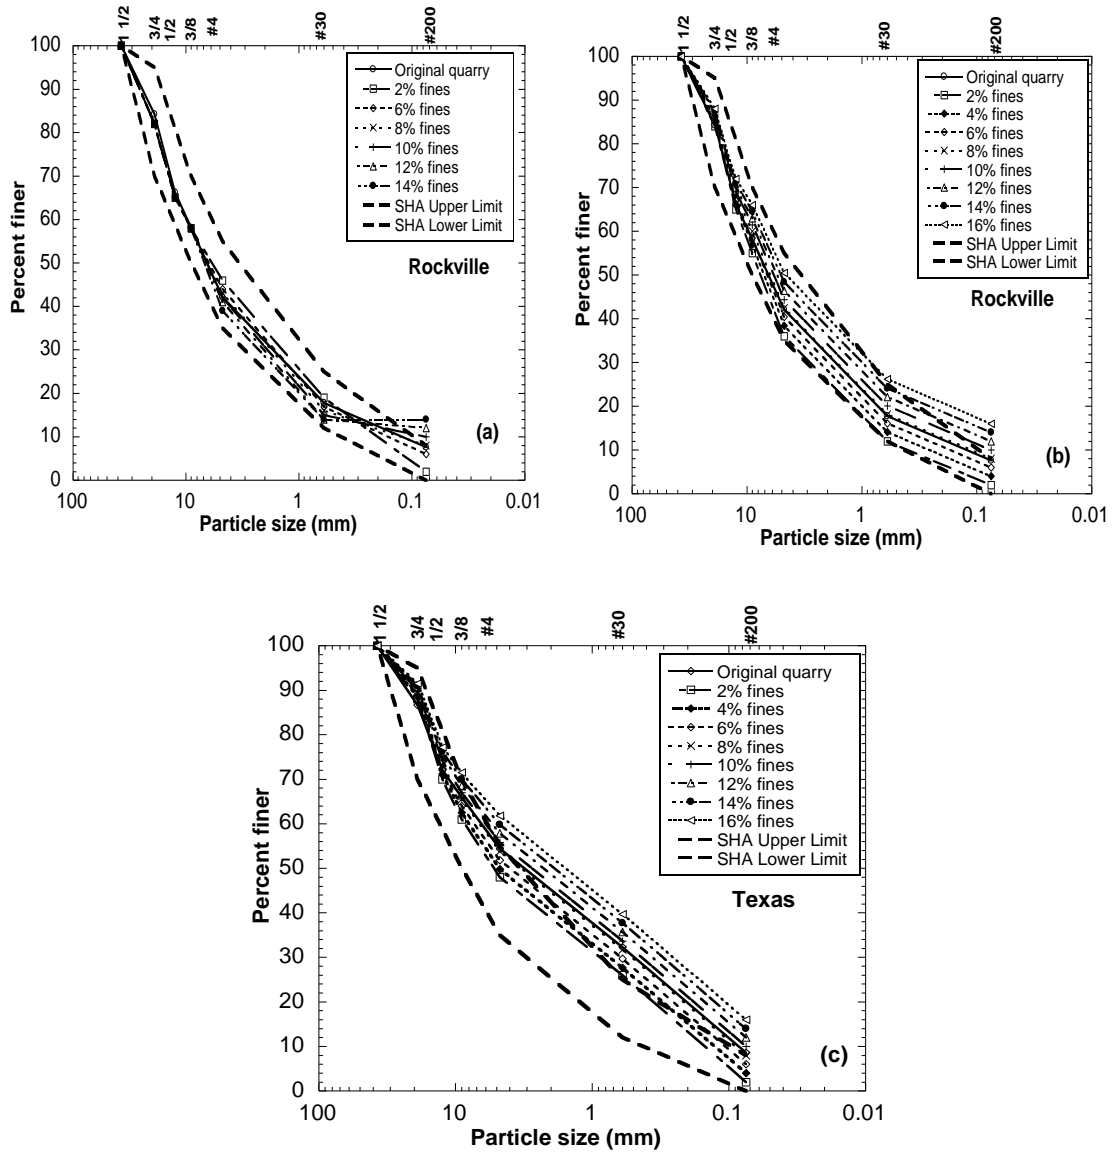 1 1/2
3/4
1/2
3/8
#4
#30
#200
100
90
80
70
60
50
40
30
20
10
0
Percent finer
Original quarry
2% fines
6% fines
8% fines
10% fines
12% fines
14% fines
SHA Upper Limit
SHA Lower Limit
Rockville
(a)
100
10
1
0.1
0.01
Particle size (mm)
1 1/2
3/4
1/2
3/8
#4
#30
#200
100
90
80
70
60
50
40
30
20
10
0
Percent finer
Original quarry
2% fines
4% fines
6% fines
8% fines
10% fines
12% fines
14% fines
16% fines
SHA Upper Limit
SHA Lower Limit
Rockville
(b)
100
10
1
0.1
0.01
Particle size (mm)
1 1/2
3/4
1/2
3/8
#4
#30
#200
100
90
80
70
60
50
40
30
20
10
0
Percent finer
Original quarry
2% fines
4% fines
6% fines
8% fines
10% fines
12% fines
14% fines
16% fines
SHA Upper Limit
SHA Lower Limit
Texas
(c)
100
10
1
0.1
0.01
Particle size (mm)